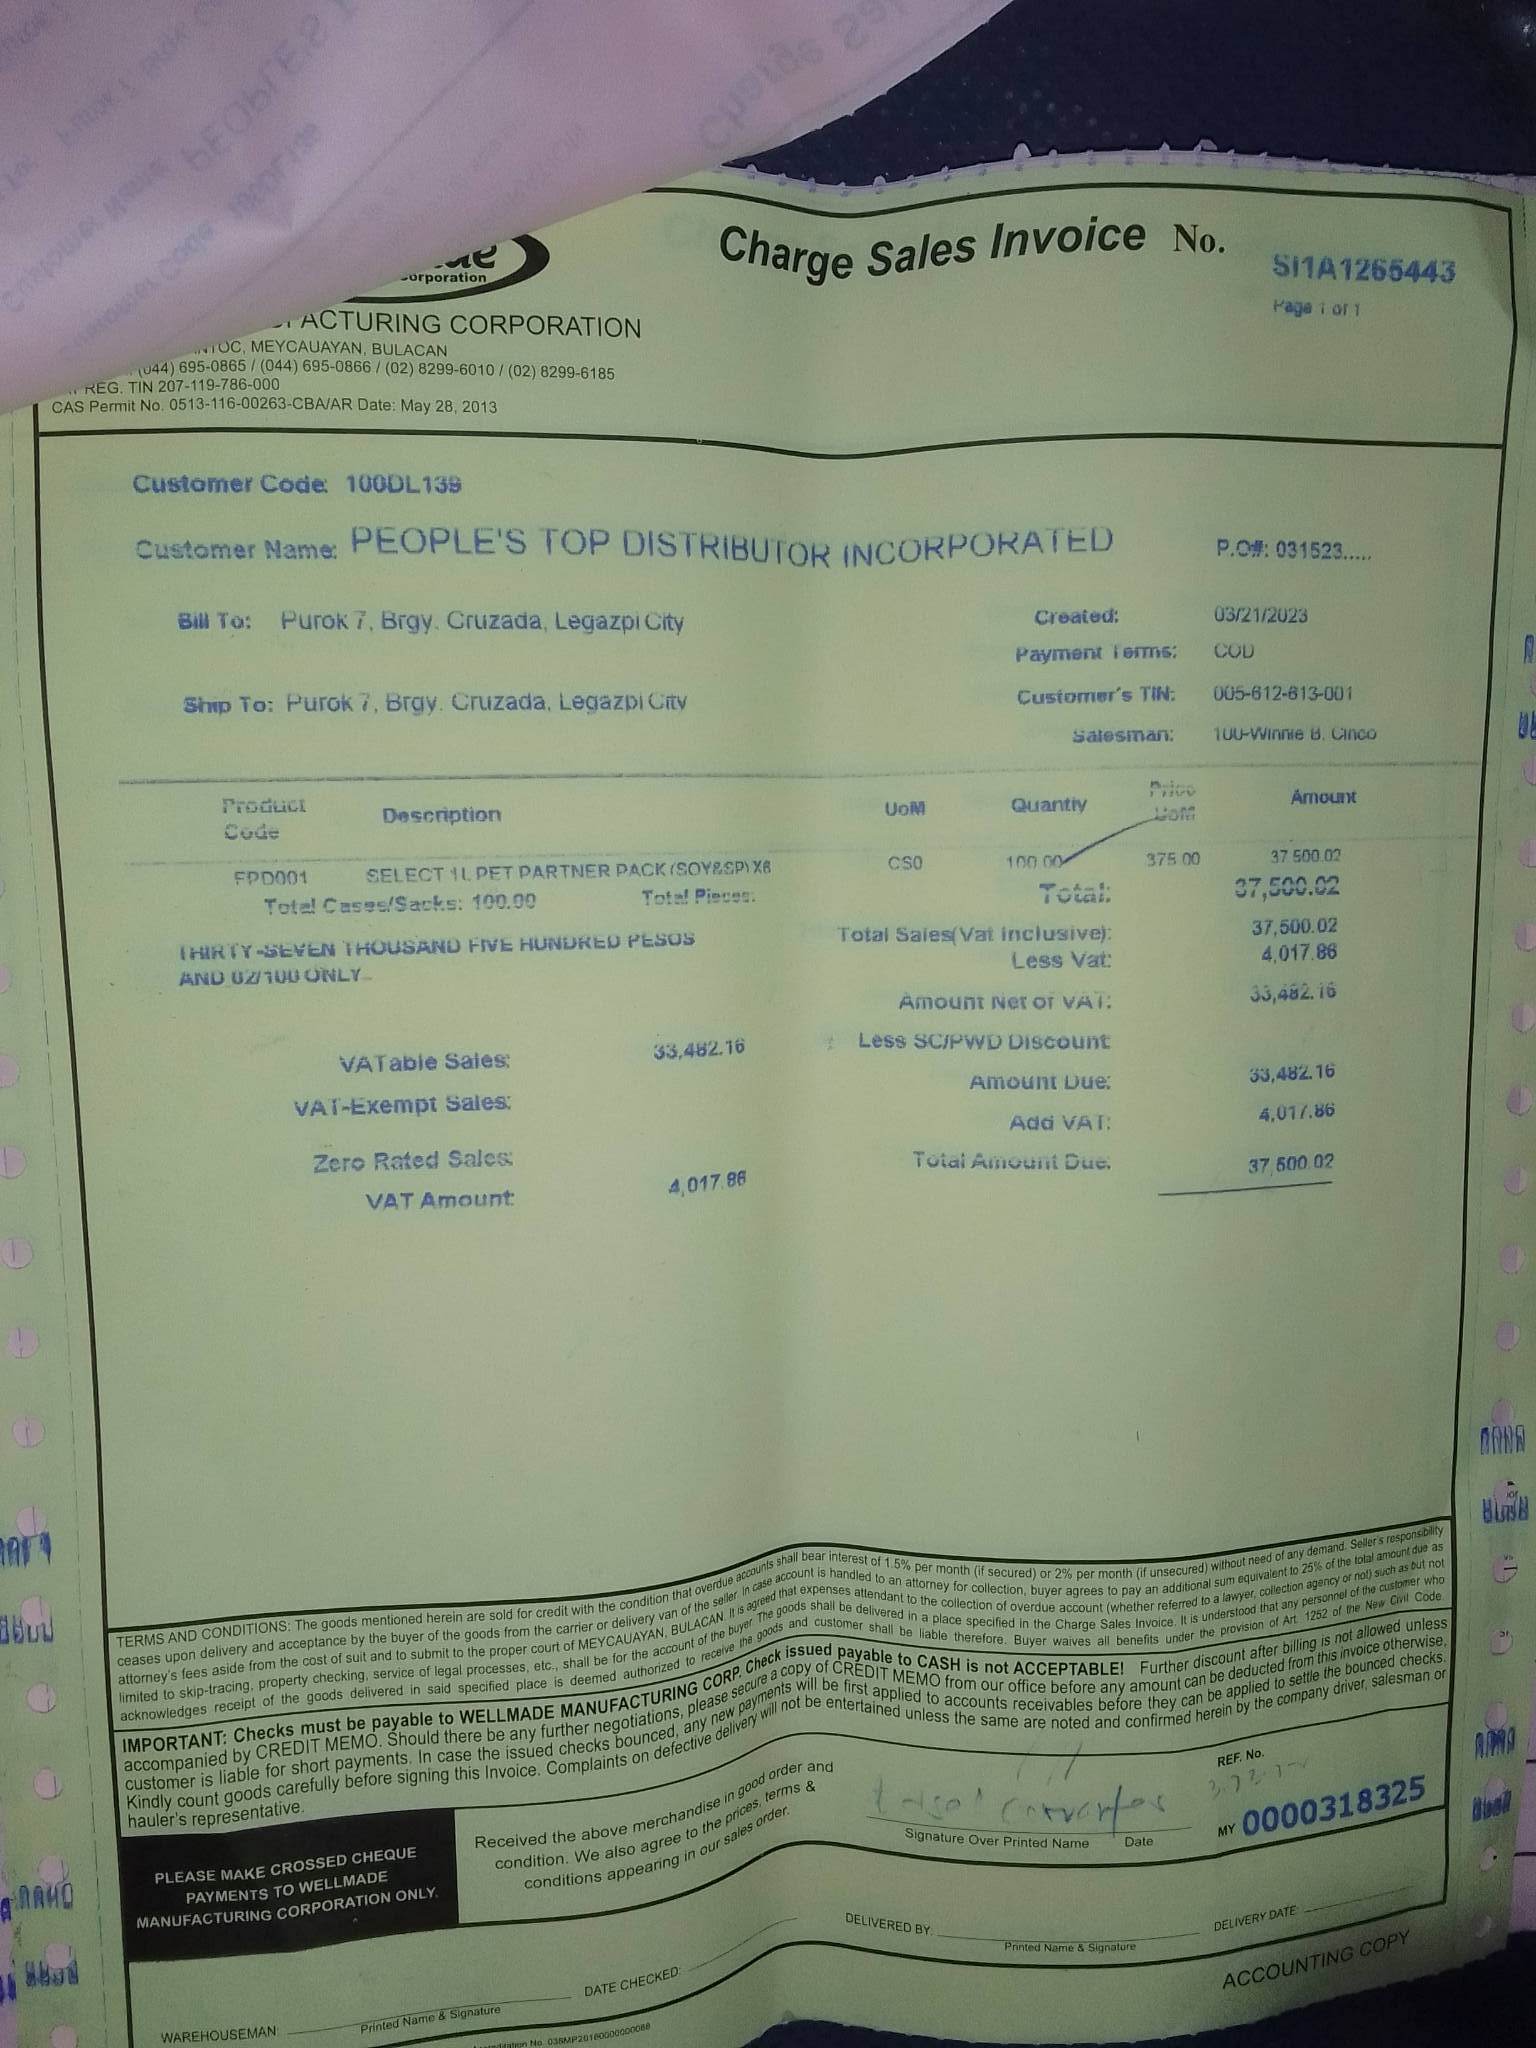 Charge Sales Invoice No. SI1A1265443
Page 1 of 1
orporation
ACTURING CORPORATION
NTOC, MEYCAUAYAN, BULACAN
(044) 695-0865 / (044) 695-0866 / (02) 8299-6010 / (02) 8299-6185
REG. TIN 207-119-786-000
CAS Permit No. 0513-116-00263-CBA/AR Date: May 28, 2013
Customer Code: 100DL139
Customer Name: PEOPLE'S TOP DISTRIBUTOR INCORPORATED P.O#: 031523.....
Bill To: Purok 7, Brgy. Cruzada, Legazpi City Created: 03/21/2023
Payment Terms: COD
Ship To: Purok 7, Brgy. Cruzada, Legazpi City Customer's TIN: 005-612-613-001
Salesman: 100-Winnie B. Cinco
Product Code Description UoM Quantiy Price UoM Amount
FPD001 SELECT 1L PET PARTNER PACK (SOY&SP) X6 CS0 100.00 375.00 37 500.02
Total Cases/Sacks: 100.00 Total Pieces: Total: 37,500.02
THIRTY-SEVEN THOUSAND FIVE HUNDRED PESOS
AND 02/100 ONLY
Total Sales(Vat Inclusive): 37,500.02
Less Vat: 4,017.86
Amount Net of VAT: 33,482.16
VATable Sales: 33,482.16 Less SC/PWD Discount
Amount Due: 33,482.16
VAT-Exempt Sales: Add VAT: 4,017.86
Zero Rated Sales: Total Amount Due: 37,500.02
VAT Amount: 4,017.86
TERMS AND CONDITIONS: The goods mentioned herein are sold for credit with the condition that overdue accounts shall bear interest of 1.5% per month (if secured) or 2% per month (if unsecured) without need of any demand. Seller's responsibility
ceases upon delivery and acceptance by the buyer of the goods from the carrier or delivery van of the seller. In case account is handled to an attorney for collection, buyer agrees to pay an additional sum equivalent to 25% of the total amount due as
attorney's fees aside from the cost of suit and to submit to the proper court of MEYCAUAYAN, BULACAN. It is agreed that expenses attendant to the collection of overdue account (whether referred to a lawyer, collection agency or not) such as but not
limited to skip-tracing, property checking, service of legal processes, etc., shall be for the account of the buyer. The goods shall be delivered in a place specified in the Charge Sales Invoice. It is understood that any personnel of the customer who
acknowledges receipt of the goods delivered in said specified place is deemed authorized to receive the goods and customer shall be liable therefore. Buyer waives all benefits under the provision of Art. 1252 of the New Civil Code.
IMPORTANT: Checks must be payable to WELLMADE MANUFACTURING CORP. Check issued payable to CASH is not ACCEPTABLE! Further discount after billing is not allowed unless
accompanied by CREDIT MEMO. Should there be any further negotiations, please secure a copy of CREDIT MEMO from our office before any amount can be deducted from this invoice otherwise,
customer is liable for short payments. In case the issued checks bounced, any new payments will be first applied to accounts receivables before they can be applied to settle the bounced checks.
Kindly count goods carefully before signing this Invoice. Complaints on defective delivery will not be entertained unless the same are noted and confirmed herein by the company driver, salesman or
hauler's representative.
PLEASE MAKE CROSSED CHEQUE
PAYMENTS TO WELLMADE
MANUFACTURING CORPORATION ONLY.
Received the above merchandise in good order and
condition. We also agree to the prices, terms &
conditions appearing in our sales order.
Signature Over Printed Name Date
REF. No.
MY 0000318325
DELIVERED BY: DELIVERY DATE:
Printed Name & Signature
WAREHOUSEMAN: DATE CHECKED:
Printed Name & Signature
ACCOUNTING COPY